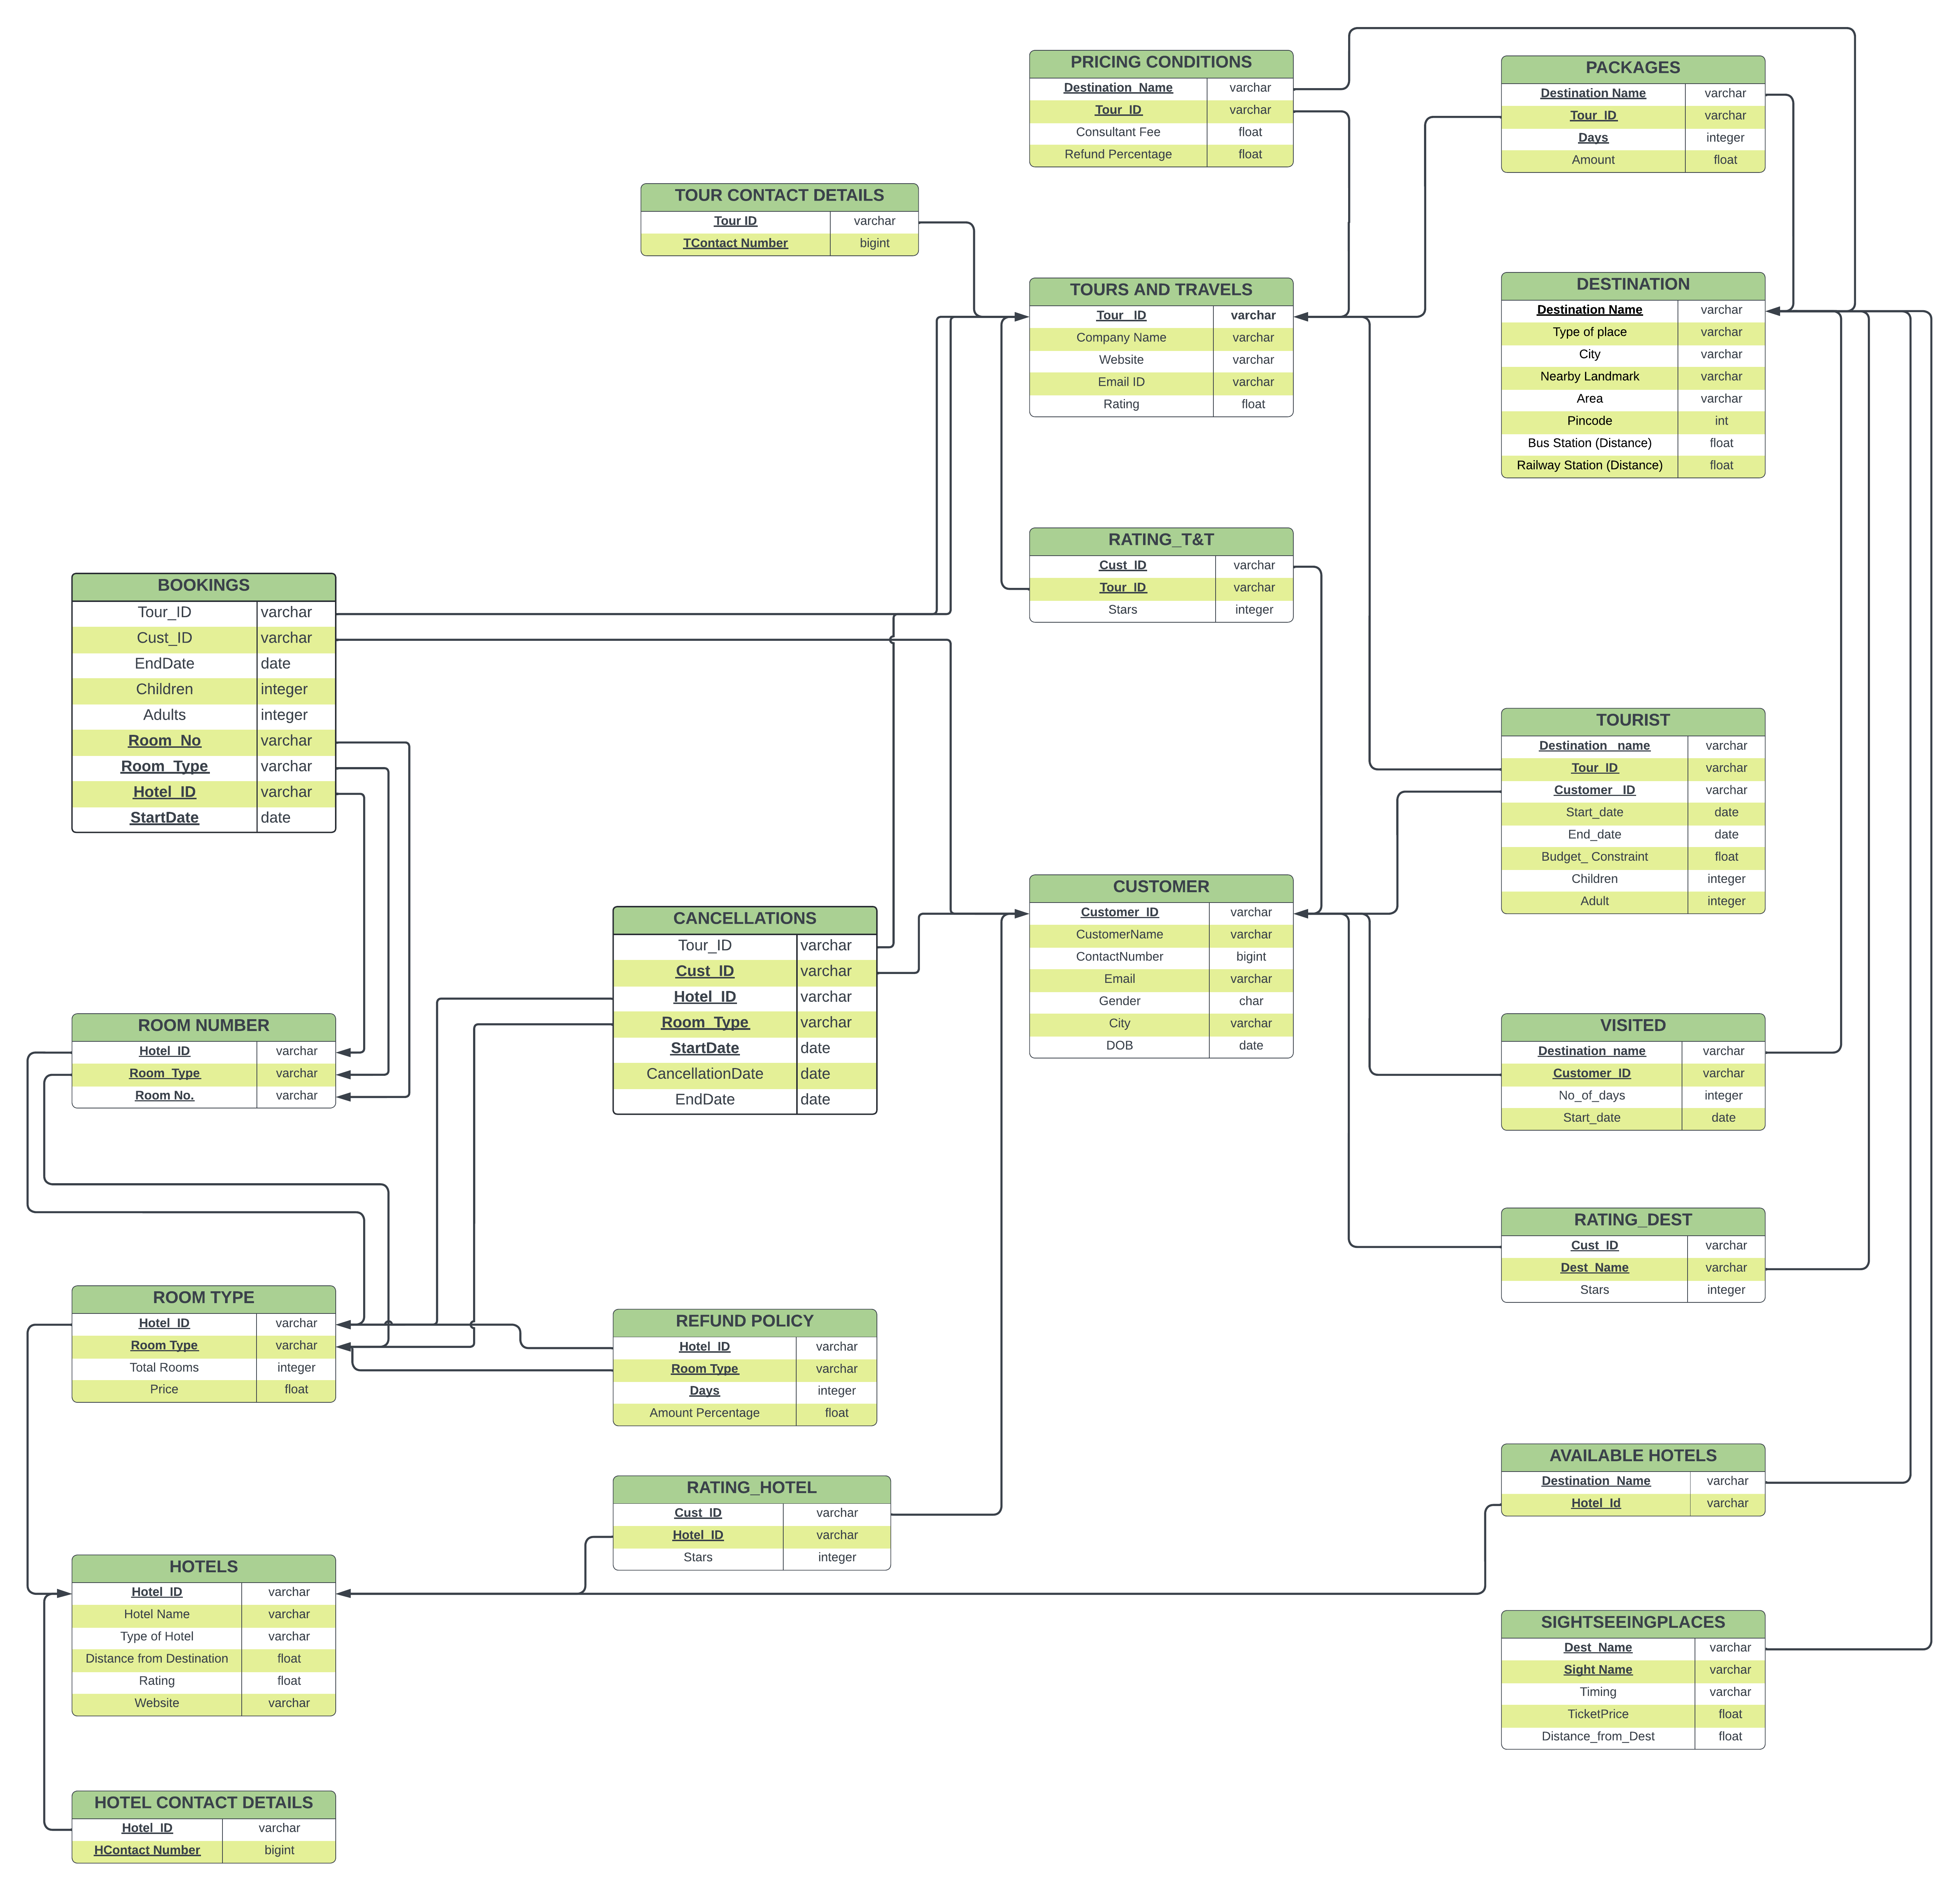 PRICING CONDITIONS
Destination_Name varchar
Tour_ID varchar
Consultant Fee float
Refund Percentage float
PACKAGES
Destination Name varchar
Tour_ID varchar
Days integer
Amount float
TOUR CONTACT DETAILS
Tour ID varchar
TContact Number bigint
TOURS AND TRAVELS
Tour_ID varchar
Company Name varchar
Website varchar
Email ID varchar
Rating float
DESTINATION
Destination Name varchar
Type of place varchar
City varchar
Nearby Landmark varchar
Area varchar
Pincode int
Bus Station (Distance) float
Railway Station (Distance) float
RATING_T&T
Cust_ID varchar
Tour_ID varchar
Stars integer
BOOKINGS
Tour_ID varchar
Cust_ID varchar
EndDate date
Children integer
Adults integer
Room_No varchar
Room_Type varchar
Hotel_ID varchar
StartDate date
TOURIST
Destination_name varchar
Tour_ID varchar
Customer_ID varchar
Start_date date
End_date date
Budget_ Constraint float
Children integer
Adult integer
CUSTOMER
Customer_ID varchar
CustomerName varchar
ContactNumber bigint
Email varchar
Gender char
City varchar
DOB date
CANCELLATIONS
Tour_ID varchar
Cust_ID varchar
Hotel_ID varchar
Room_Type varchar
StartDate date
CancellationDate date
EndDate date
ROOM NUMBER
Hotel_ID varchar
Room_Type varchar
Room No. varchar
VISITED
Destination_name varchar
Customer_ID varchar
No_of_days integer
Start_date date
RATING_DEST
Cust_ID varchar
Dest_Name varchar
Stars integer
ROOM TYPE
Hotel_ID varchar
Room Type varchar
Total Rooms integer
Price float
REFUND POLICY
Hotel_ID varchar
Room Type varchar
Days integer
Amount Percentage float
AVAILABLE HOTELS
Destination_Name varchar
Hotel_Id varchar
RATING_HOTEL
Cust_ID varchar
Hotel_ID varchar
Stars integer
HOTELS
Hotel_ID varchar
Hotel Name varchar
Type of Hotel varchar
Distance from Destination float
Rating float
Website varchar
SIGHTSEEINGPLACES
Dest_Name varchar
Sight Name varchar
Timing varchar
TicketPrice float
Distance_from_Dest float
HOTEL CONTACT DETAILS
Hotel_ID varchar
HContact Number bigint